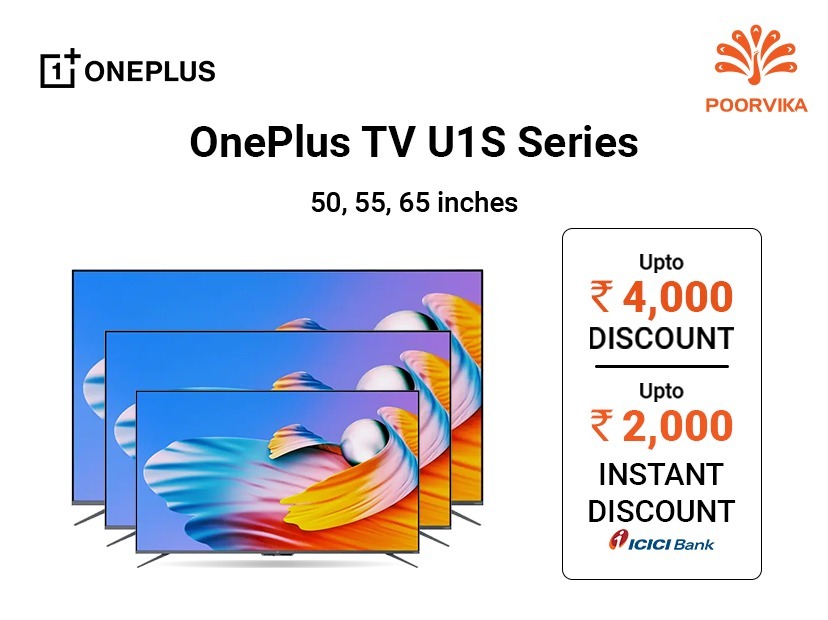 1+ ONEPLUS
POORVIKA
OnePlus TV U1S Series
50, 55, 65 inches
Upto
₹ 4,000
DISCOUNT
Upto
₹ 2,000
INSTANT
DISCOUNT
ICICI Bank